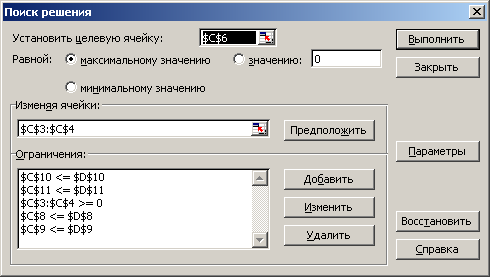 Поиск решения
Установить целевую ячейку: $C$6 Выполнить
Равной: максимальному значению значению: 0 Закрыть
минимальному значению
Изменяя ячейки:
$C$3:$C$4 Предположить
Ограничения: Параметры
$C$10 <= $D$10 Добавить
$C$11 <= $D$11
$C$3:$C$4 >= 0 Изменить
$C$8 <= $D$8 Восстановить
$C$9 <= $D$9 Удалить
Справка